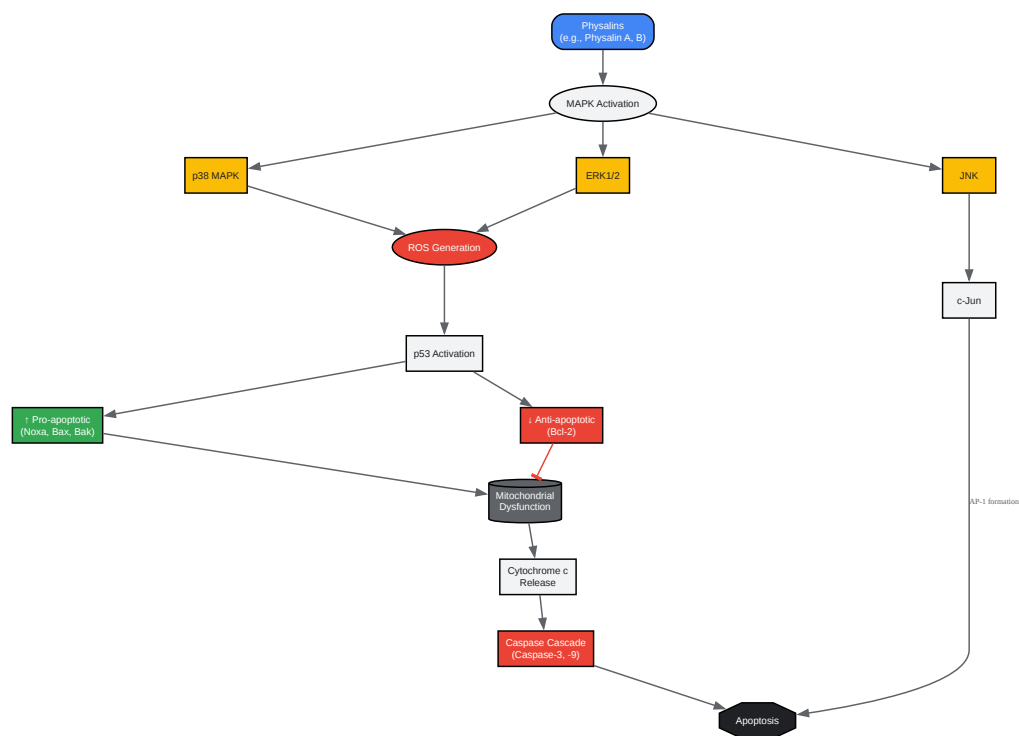 Physalins
(e.g., Physalin A, B)
MAPK Activation
p38 MAPK
ERK1/2
JNK
ROS Generation
c-Jun
p53 Activation
↑ Pro-apoptotic
(Noxa, Bax, Bak)
↓ Anti-apoptotic
(Bcl-2)
Mitochondrial
Dysfunction
AP-1 formation
Cytochrome c
Release
Caspase Cascade
(Caspase-3, -9)
Apoptosis